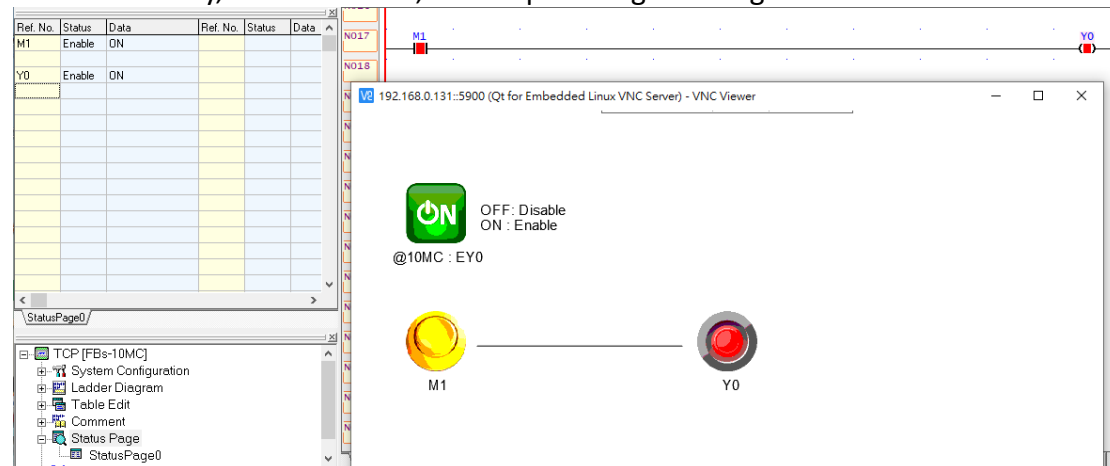 Ref. No. Status Data Ref. No. Status Data
M1 Enable ON
Y0 Enable ON
StatusPage0
TCP [FBs-10MC]
System Configuration
Ladder Diagram
Table Edit
Comment
Status Page
StatusPage0
N017 M1 Y0
N018
192.168.0.131::5900 (Qt for Embedded Linux VNC Server) - VNC Viewer
ON
OFF: Disable
ON : Enable
@10MC : EY0
M1 Y0